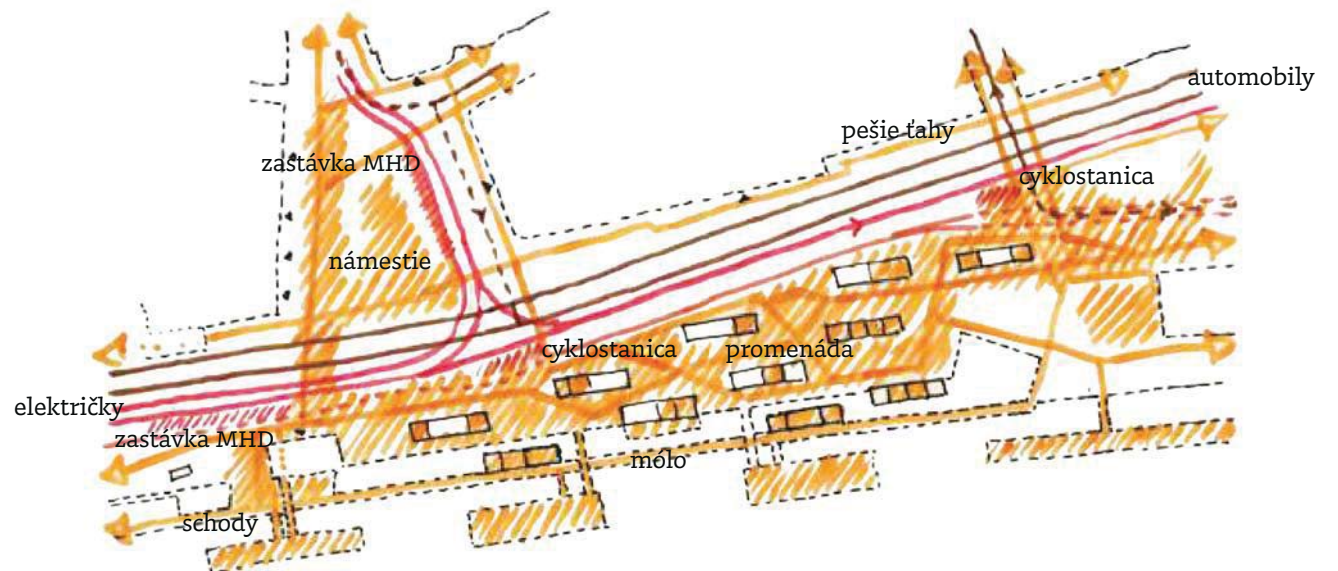 automobily
pešie ťahy
zastávka MHD
cyklostanica
námestie
cyklostanica
promenáda
električky
zastávka MHD
mólo
schody